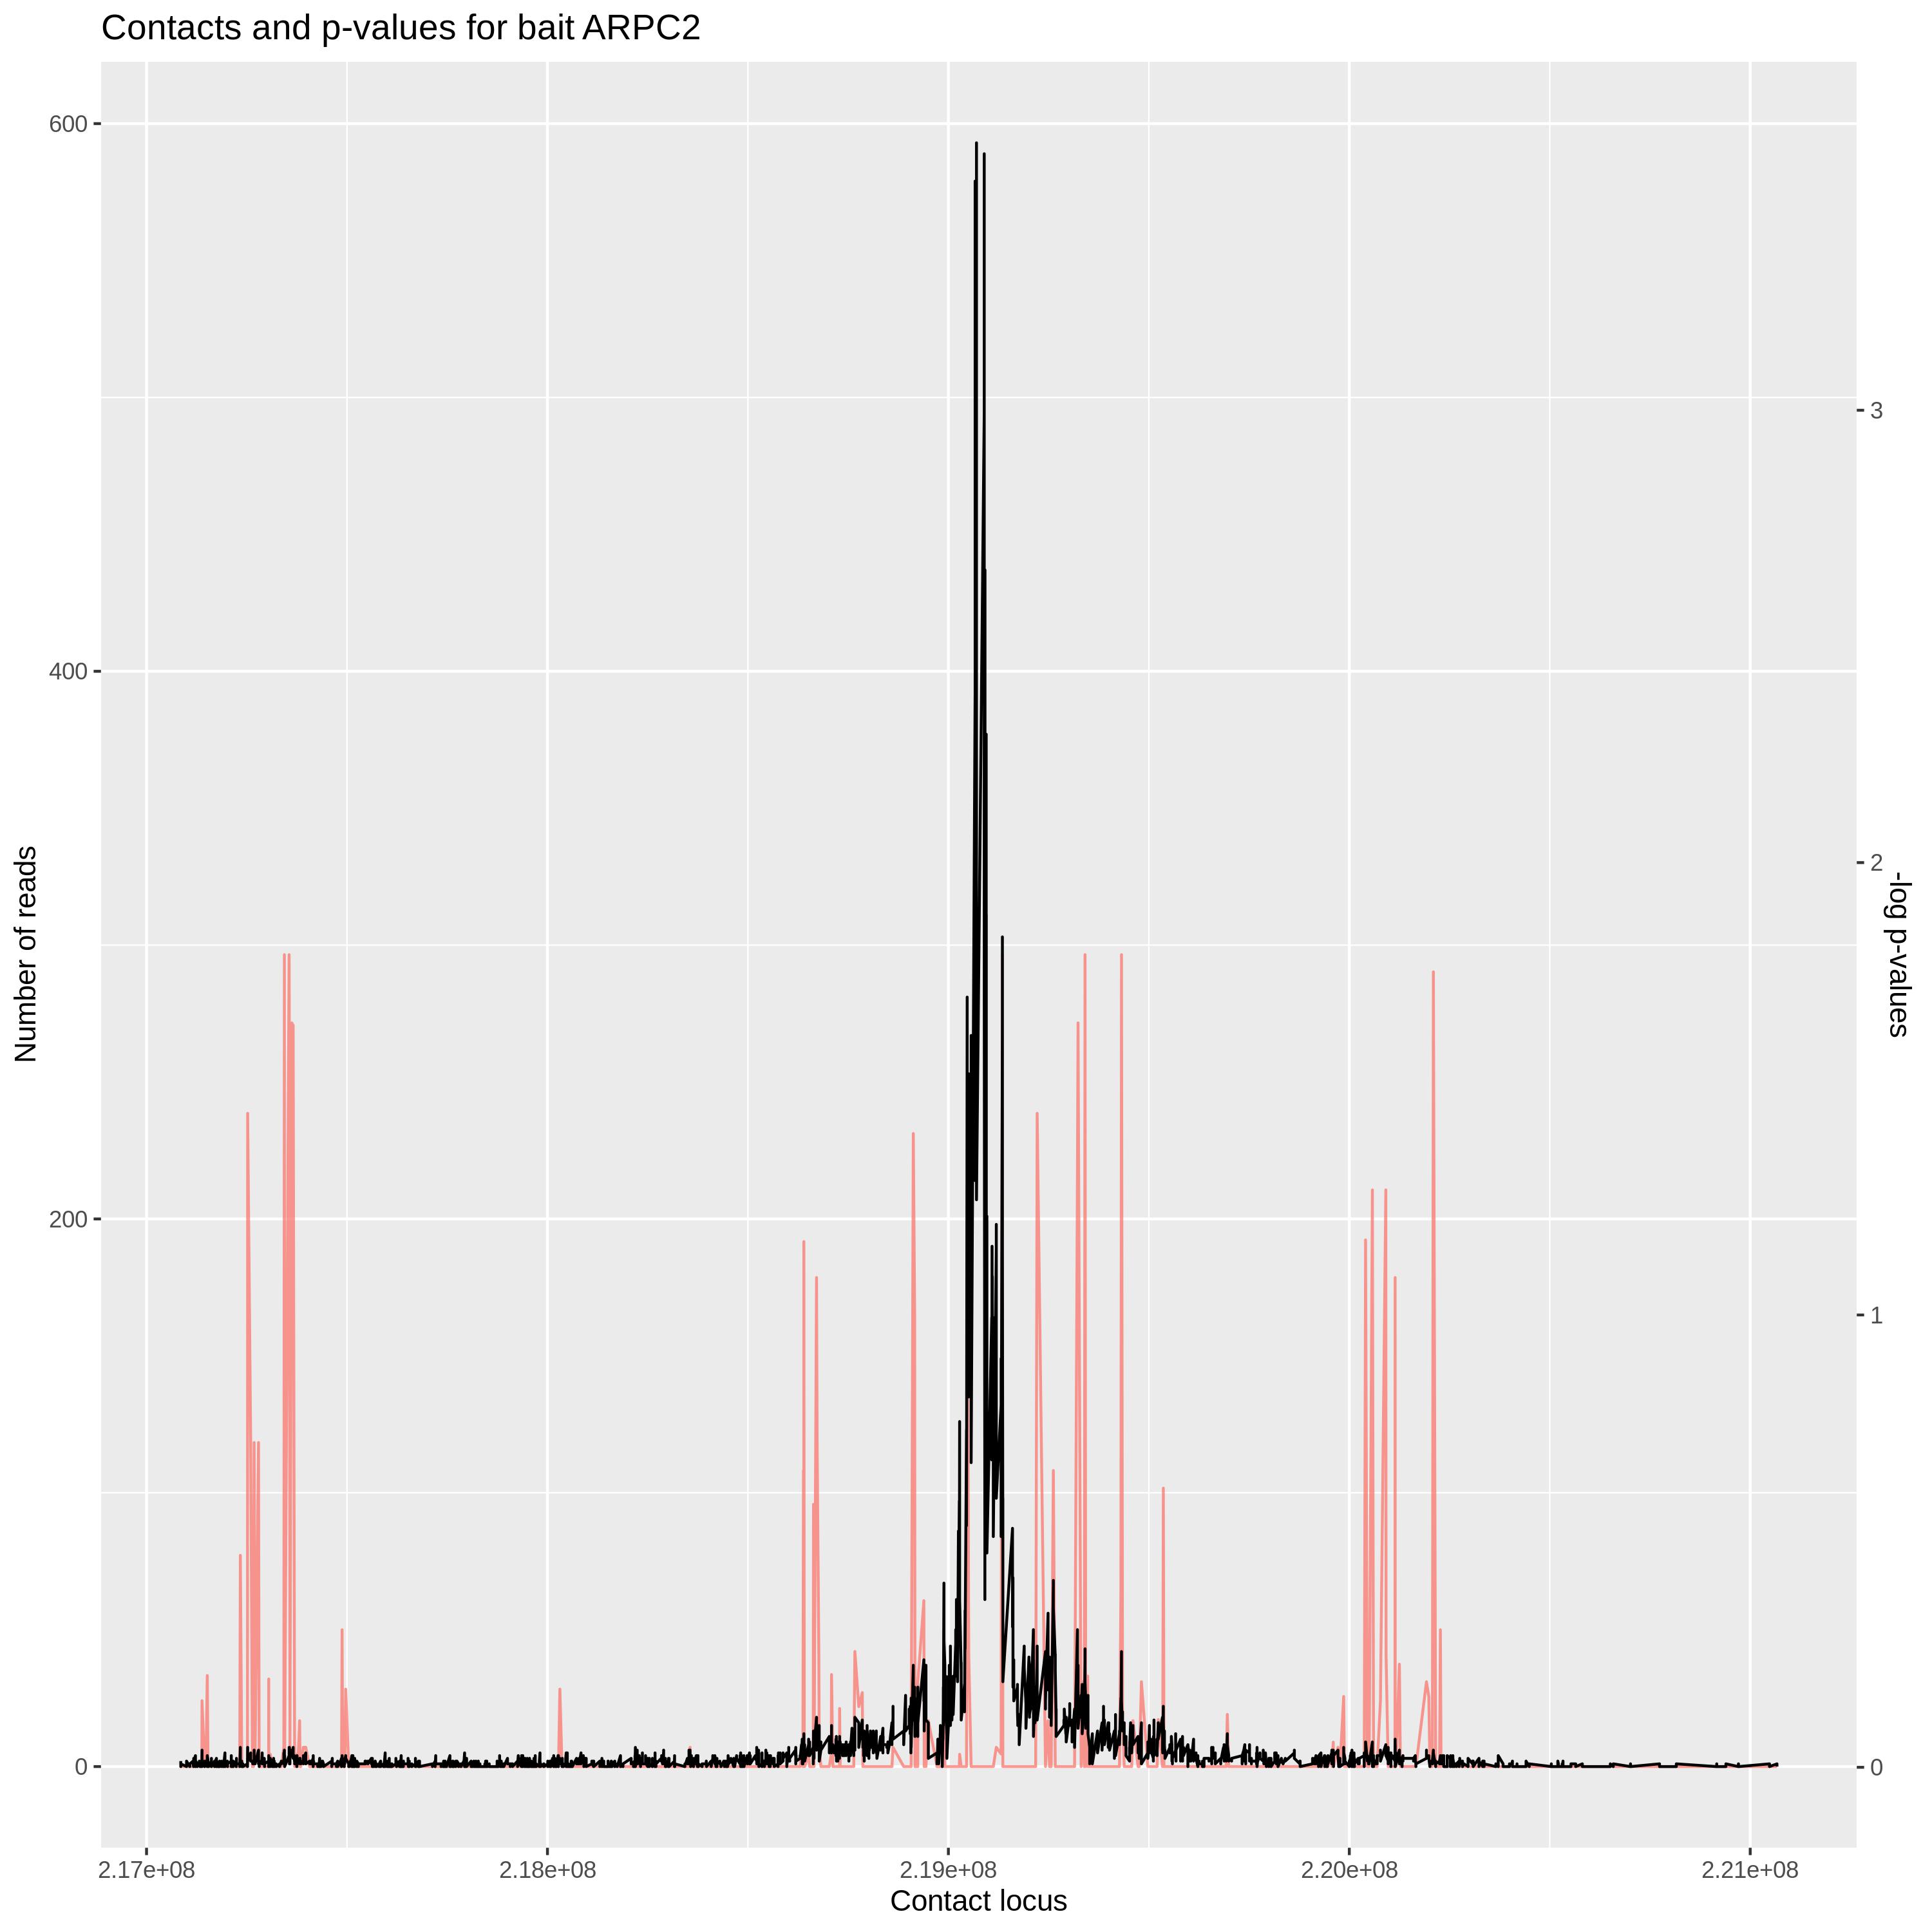 Contacts and p-values for bait ARPC2
600
400
200
0
Number of reads
3
2
1
0
-log p-values
2.17e+08
2.18e+08
2.19e+08
2.20e+08
2.21e+08
Contact locus